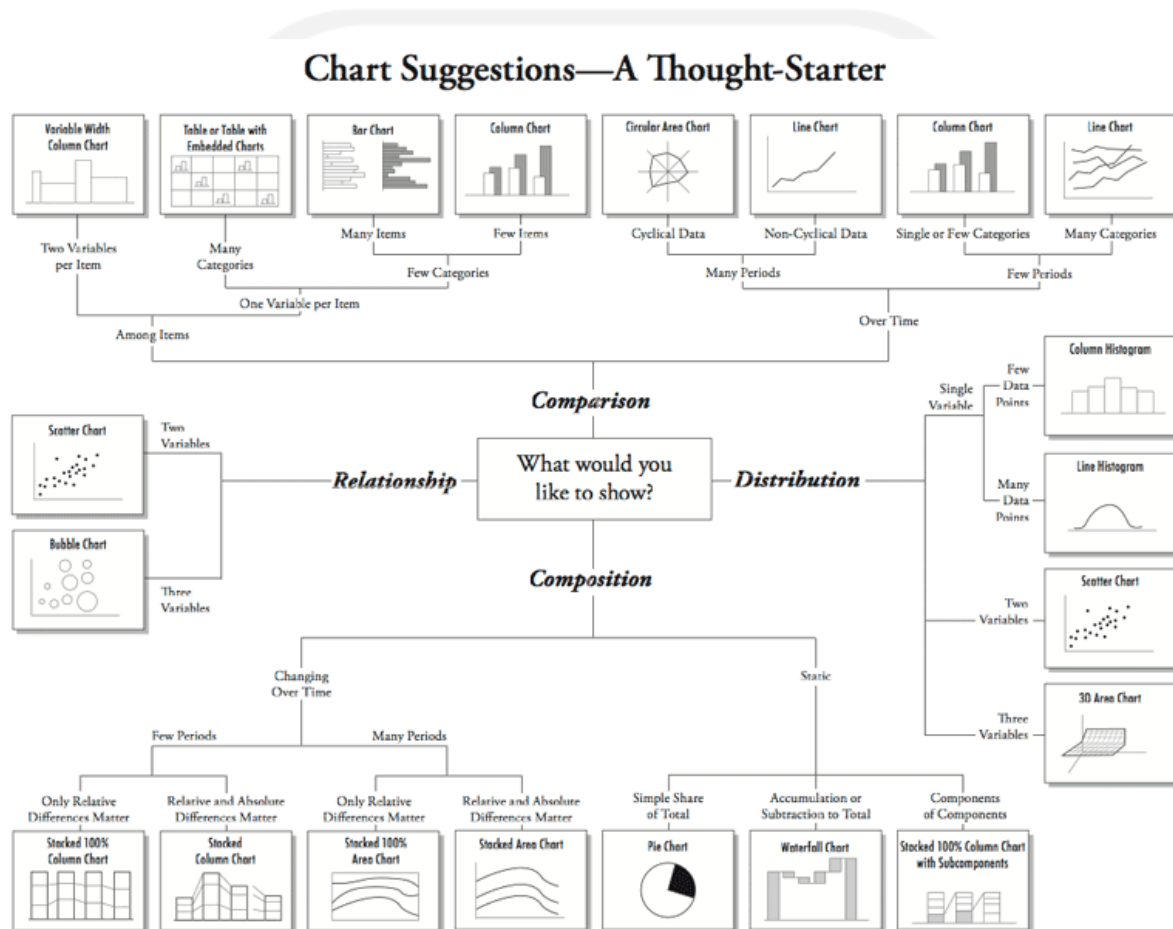 Chart Suggestions—A Thought-Starter
Variable Width
Column Chart
Table or Table with
Embedded Charts
Bar Chart
Column Chart
Circular Area Chart
Line Chart
Column Chart
Line Chart
Two Variables
per Item
Many
Categories
Many Items
Few Items
Cyclical Data
Non-Cyclical Data
Single or Few Categories
Many Categories
Few Categories
Many Periods
Few Periods
One Variable per Item
Among Items
Over Time
Comparison
What would you
like to show?
Relationship
Two
Variables
Scatter Chart
Three
Variables
Bubble Chart
Distribution
Single
Variable
Few
Data
Points
Column Histogram
Many
Data
Points
Line Histogram
Two
Variables
Scatter Chart
Three
Variables
3D Area Chart
Composition
Changing
Over Time
Static
Few Periods
Many Periods
Only Relative
Differences Matter
Relative and Absolute
Differences Matter
Only Relative
Differences Matter
Relative and Absolute
Differences Matter
Simple Share
of Total
Accumulation or
Subtraction to Total
Components
of Components
Stacked 100%
Column Chart
Stacked
Column Chart
Stacked 100%
Area Chart
Stacked Area Chart
Pie Chart
Waterfall Chart
Stacked 100% Column Chart
with Subcomponents